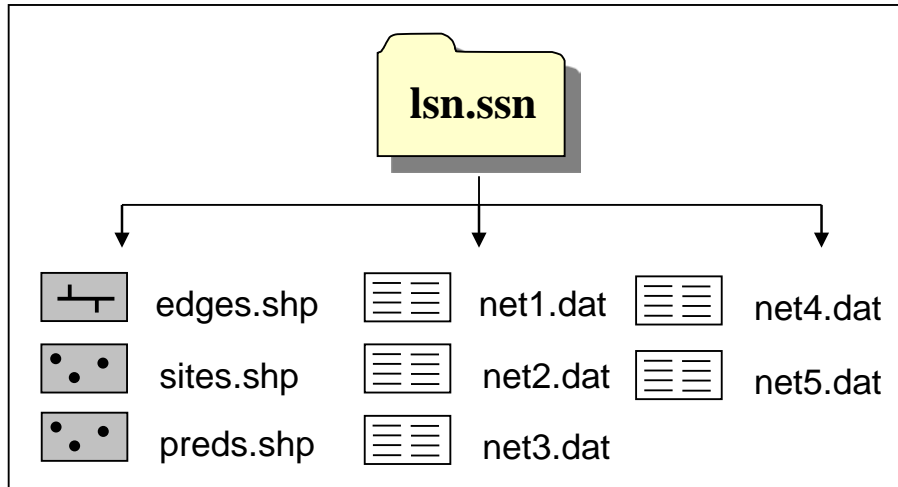 lsn.ssn
edges.shp
sites.shp
preds.shp
net1.dat
net2.dat
net3.dat
net4.dat
net5.dat